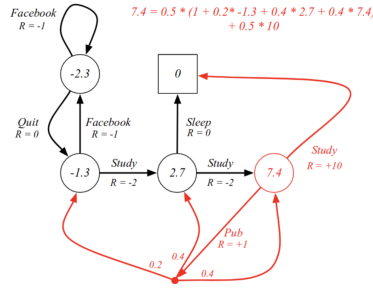 Facebook
R = -1
7.4 = 0.5 * (1 + 0.2* -1.3 + 0.4 * 2.7 + 0.4 * 7.4)
+ 0.5 * 10
-2.3
0
Quit
R = 0
Facebook
R = -1
Sleep
R = 0
Study
R = +10
-1.3
Study
R = -2
2.7
Study
R = -2
7.4
Pub
R = +1
0.2
0.4
0.4